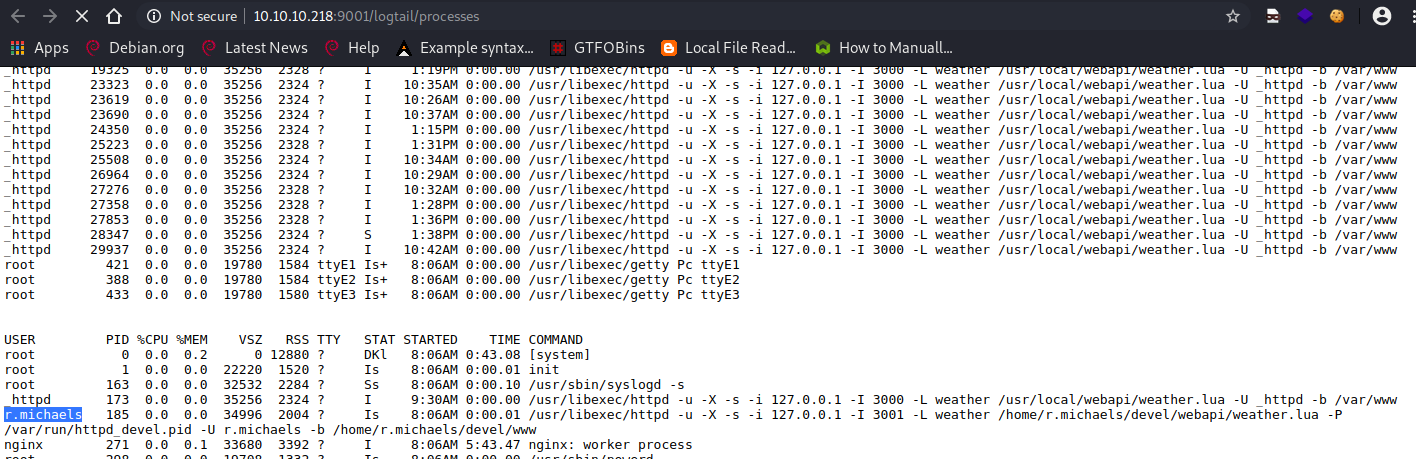 Not secure | 10.10.10.218:9001/logtail/processes
Apps Debian.org Latest News Help Example syntax... GTFOBins Local File Read... How to Manuall...
_httpd 19325 0.0 0.0 35256 2328 ? I 1:19PM 0:00.00 /usr/libexec/httpd -u -X -s -i 127.0.0.1 -I 3000 -L weather /usr/local/webapi/weather.lua -U _httpd -b /var/www
_httpd 23323 0.0 0.0 35256 2324 ? I 10:35AM 0:00.00 /usr/libexec/httpd -u -X -s -i 127.0.0.1 -I 3000 -L weather /usr/local/webapi/weather.lua -U _httpd -b /var/www
_httpd 23619 0.0 0.0 35256 2324 ? I 10:26AM 0:00.00 /usr/libexec/httpd -u -X -s -i 127.0.0.1 -I 3000 -L weather /usr/local/webapi/weather.lua -U _httpd -b /var/www
_httpd 23690 0.0 0.0 35256 2324 ? I 10:37AM 0:00.00 /usr/libexec/httpd -u -X -s -i 127.0.0.1 -I 3000 -L weather /usr/local/webapi/weather.lua -U _httpd -b /var/www
_httpd 24350 0.0 0.0 35256 2324 ? I 1:15PM 0:00.00 /usr/libexec/httpd -u -X -s -i 127.0.0.1 -I 3000 -L weather /usr/local/webapi/weather.lua -U _httpd -b /var/www
_httpd 25223 0.0 0.0 35256 2328 ? I 1:31PM 0:00.00 /usr/libexec/httpd -u -X -s -i 127.0.0.1 -I 3000 -L weather /usr/local/webapi/weather.lua -U _httpd -b /var/www
_httpd 25508 0.0 0.0 35256 2324 ? I 10:34AM 0:00.00 /usr/libexec/httpd -u -X -s -i 127.0.0.1 -I 3000 -L weather /usr/local/webapi/weather.lua -U _httpd -b /var/www
_httpd 26964 0.0 0.0 35256 2324 ? I 10:29AM 0:00.00 /usr/libexec/httpd -u -X -s -i 127.0.0.1 -I 3000 -L weather /usr/local/webapi/weather.lua -U _httpd -b /var/www
_httpd 27276 0.0 0.0 35256 2328 ? I 10:32AM 0:00.00 /usr/libexec/httpd -u -X -s -i 127.0.0.1 -I 3000 -L weather /usr/local/webapi/weather.lua -U _httpd -b /var/www
_httpd 27358 0.0 0.0 35256 2328 ? I 1:28PM 0:00.00 /usr/libexec/httpd -u -X -s -i 127.0.0.1 -I 3000 -L weather /usr/local/webapi/weather.lua -U _httpd -b /var/www
_httpd 27853 0.0 0.0 35256 2324 ? I 1:36PM 0:00.00 /usr/libexec/httpd -u -X -s -i 127.0.0.1 -I 3000 -L weather /usr/local/webapi/weather.lua -U _httpd -b /var/www
_httpd 28347 0.0 0.0 35256 2324 ? S 1:38PM 0:00.00 /usr/libexec/httpd -u -X -s -i 127.0.0.1 -I 3000 -L weather /usr/local/webapi/weather.lua -U _httpd -b /var/www
_httpd 29937 0.0 0.0 35256 2324 ? I 10:42AM 0:00.00 /usr/libexec/httpd -u -X -s -i 127.0.0.1 -I 3000 -L weather /usr/local/webapi/weather.lua -U _httpd -b /var/www
root 421 0.0 0.0 19780 1584 ttyE1 Is+ 8:06AM 0:00.00 /usr/libexec/getty Pc ttyE1
root 388 0.0 0.0 19780 1584 ttyE2 Is+ 8:06AM 0:00.00 /usr/libexec/getty Pc ttyE2
root 433 0.0 0.0 19780 1580 ttyE3 Is+ 8:06AM 0:00.00 /usr/libexec/getty Pc ttyE3
USER PID %CPU %MEM VSZ RSS TTY STAT STARTED TIME COMMAND
root 0 0.0 0.2 0 12880 ? DKl 8:06AM 0:43.08 [system]
root 1 0.0 0.0 22220 1520 ? Is 8:06AM 0:00.01 init
root 163 0.0 0.0 32532 2284 ? Ss 8:06AM 0:00.10 /usr/sbin/syslogd -s
_httpd 173 0.0 0.0 35256 2324 ? I 9:30AM 0:00.00 /usr/libexec/httpd -u -X -s -i 127.0.0.1 -I 3000 -L weather /usr/local/webapi/weather.lua -U _httpd -b /var/www
r.michaels 185 0.0 0.0 34996 2004 ? Is 8:06AM 0:00.01 /usr/libexec/httpd -u -X -s -i 127.0.0.1 -I 3001 -L weather /home/r.michaels/devel/webapi/weather.lua -P
/var/run/httpd_devel.pid -U r.michaels -b /home/r.michaels/devel/www
nginx 271 0.0 0.1 33680 3392 ? I 8:06AM 5:43.47 nginx: worker process
root 298 0.0 0.0 19708 1332 ? Is 8:06AM 0:00.00 /usr/sbin/powerd